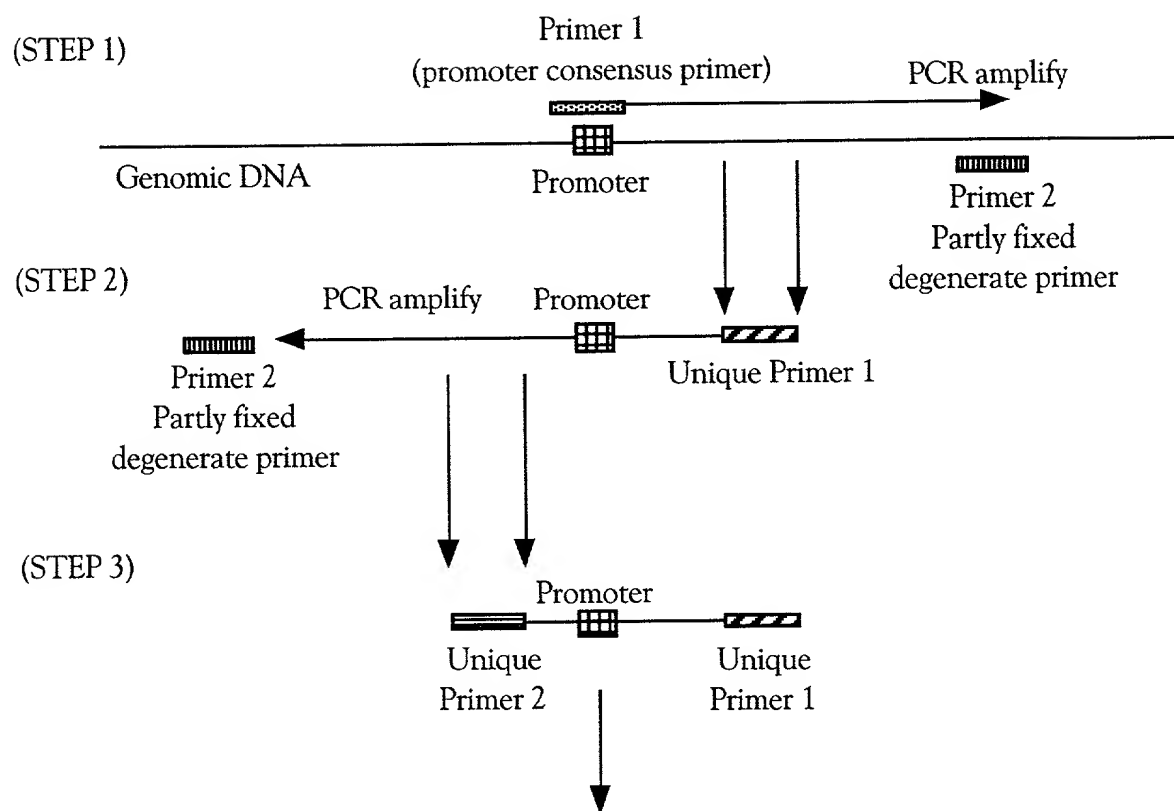 (STEP 1)
Primer 1
(promoter consensus primer)
PCR amplify
Genomic DNA
Promoter
Primer 2
Partly fixed
degenerate primer
(STEP 2)
PCR amplify
Promoter
Primer 2
Partly fixed
degenerate primer
Unique Primer 1
(STEP 3)
Promoter
Unique
Primer 2
Unique
Primer 1